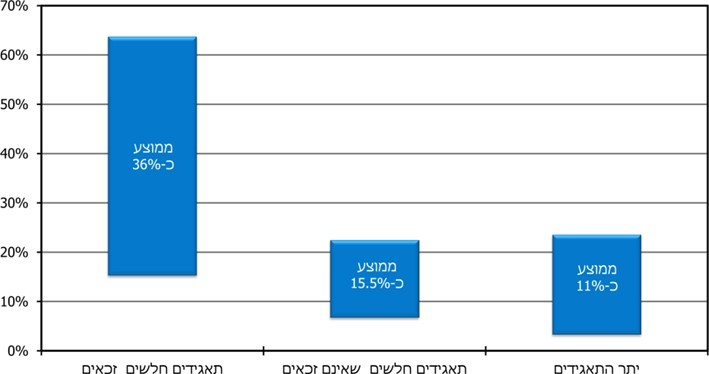 70%
60%
50%
40%
30%
20%
10%
0%
ממוצע
כ-36%
ממוצע
כ-15.5%
ממוצע
כ-11%
תאגידים חלשים זכאים
תאגידים חלשים שאינם זכאים
יתר התאגידים